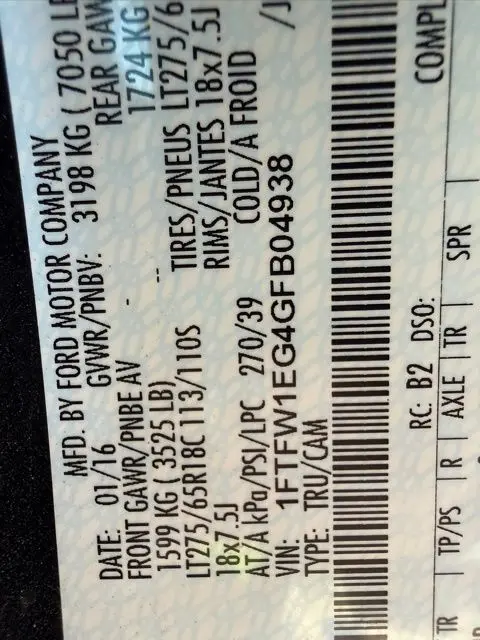 MFD. BY FORD MOTOR COMPANY
DATE: 01/16 GVWR/PNBV: 3198 KG ( 7050 LB
FRONT GAWR/PNBE AV - REAR GAW
1599 KG ( 3525 LB) -- 1724 KG
LT275/65R18C 113/110S TIRES/PNEUS LT275/6
18x7.5J RIMS/JANTES 18x7.5J
AT/A kPa/PSI/LPC 270/39 COLD/A FROID
VIN: 1FTFW1EG4GFB04938
TYPE: TRU/CAM
RC: B2 DSO: COMPL
TR TP/PS R AXLE TR SPR